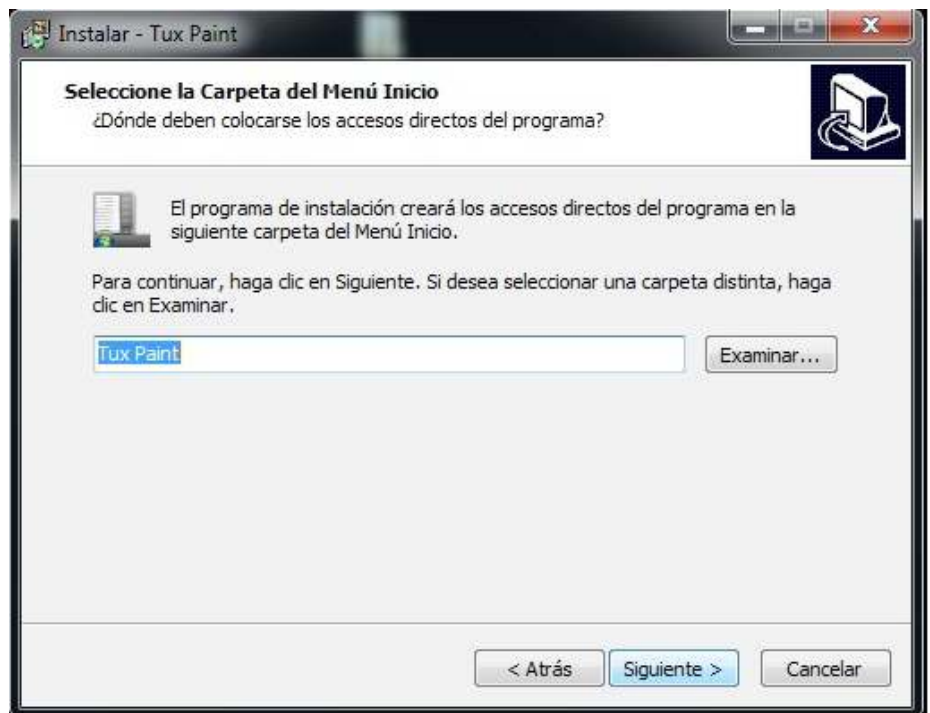 Instalar - Tux Paint
Seleccione la Carpeta del Menú Inicio
¿Dónde deben colocarse los accesos directos del programa?
El programa de instalación creará los accesos directos del programa en la
siguiente carpeta del Menú Inicio.
Para continuar, haga clic en Siguiente. Si desea seleccionar una carpeta distinta, haga
clic en Examinar.
Tux Paint
Examinar...
< Atrás
Siguiente >
Cancelar